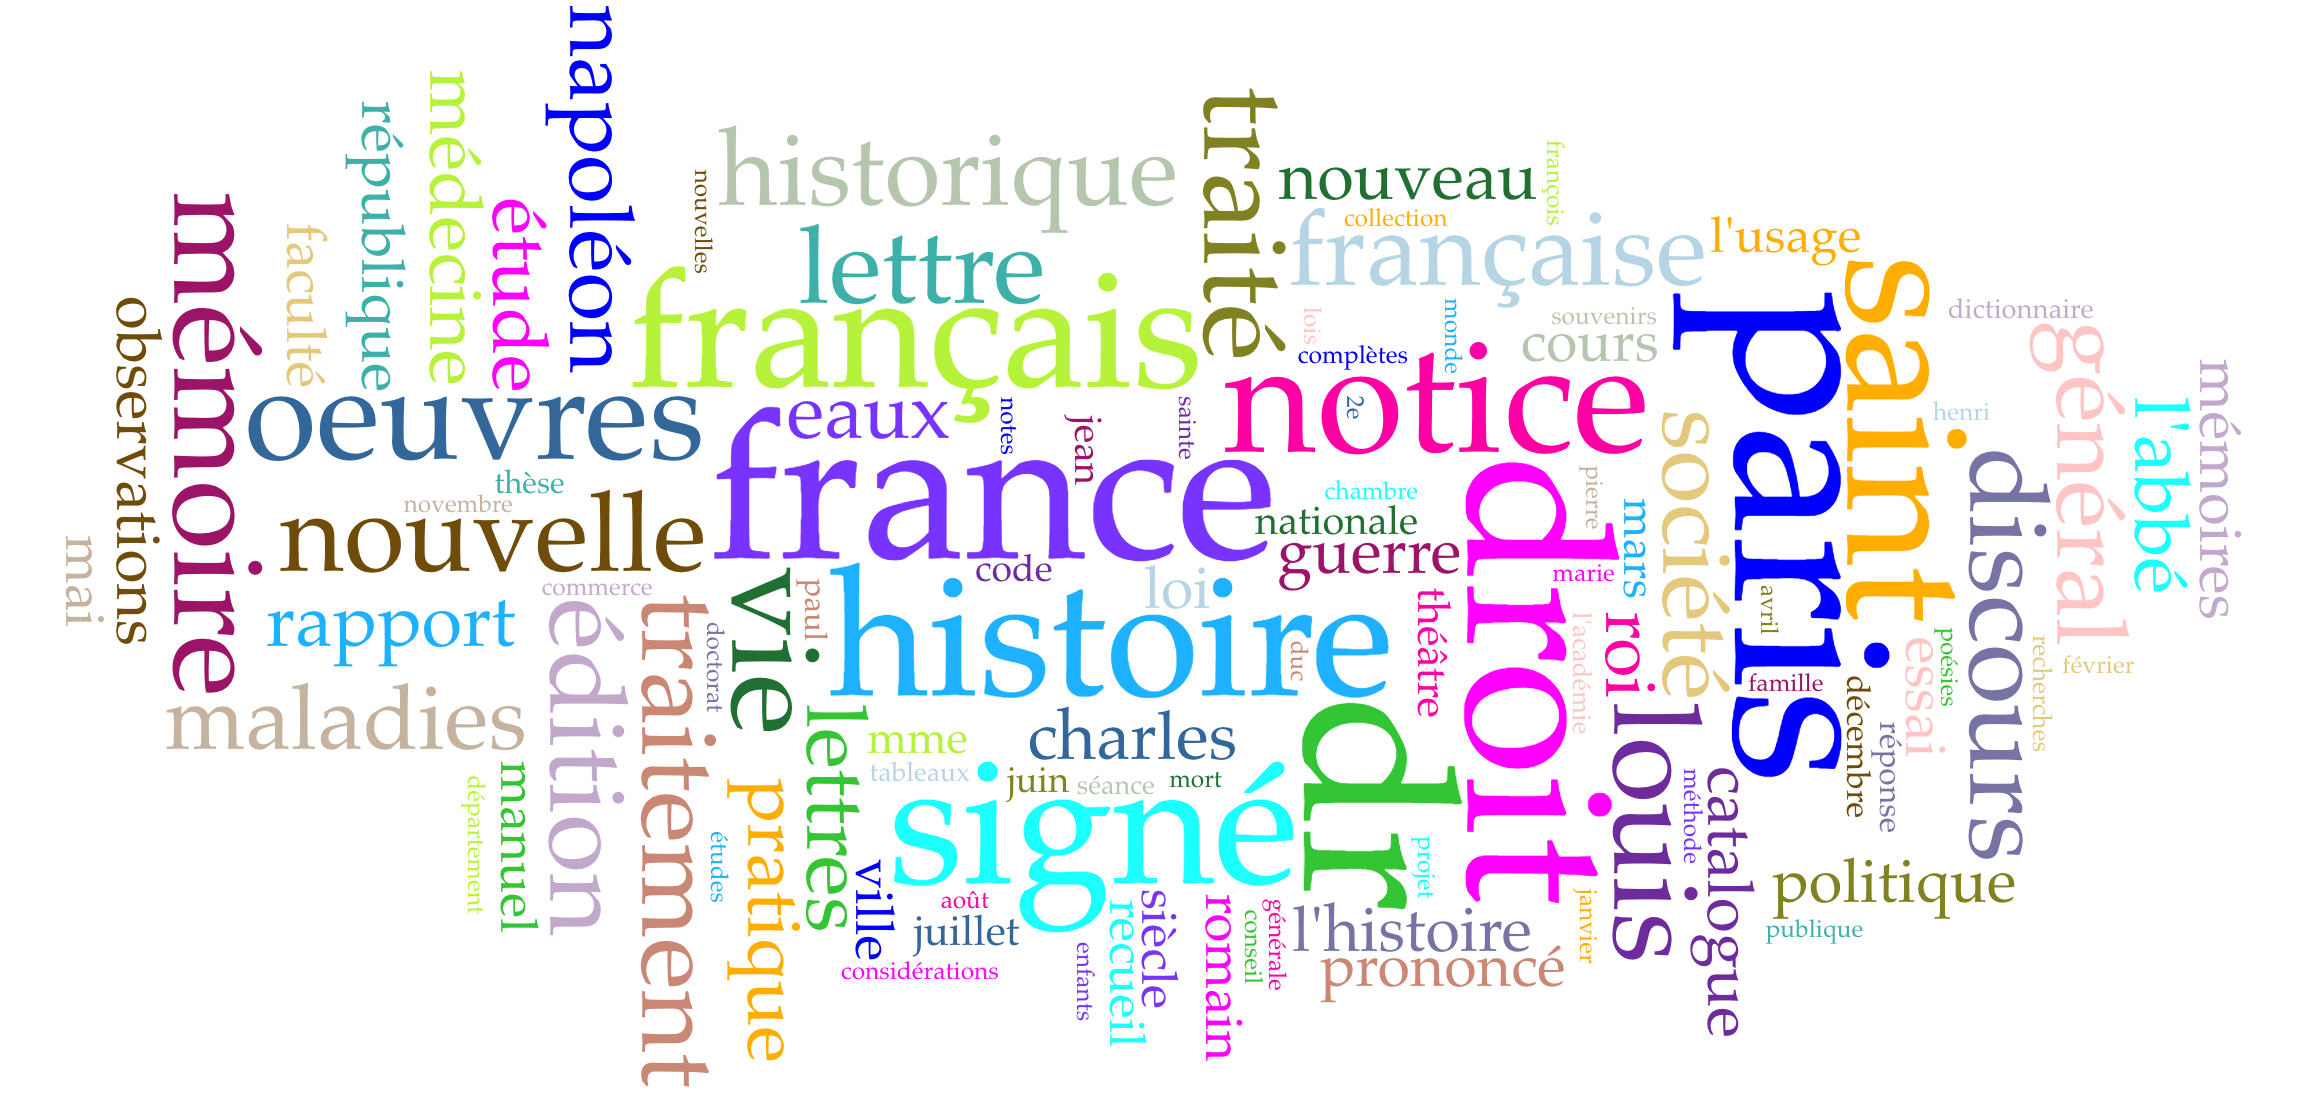 napoléon
médecine
république
traité
historique
nouveau
françois
nouvelles
étude
mémoire
faculté
collection
française
l'usage
lettre
saint
français
paris
observations
dictionnaire
souvenirs
lois
monde
complètes
cours
général
notice
mémoires
oeuvres
eaux
notes
jean
sainte
2e
henri
l'abbé
france
société
discours
droit
thèse
novembre
nouvelle
chambre
pierre
nationale
mars
guerre
mai
code
marie
loi
histoire
commerce
vie
paul
édition
rapport
traitement
doctorat
théâtre
duc
l'académie
roi
avril
poésies
essai
recherches
février
famille
décembre
maladies
lettres
charles
dr
louis
réponse
mme
tableaux
juin
séance
mort
signé
méthode
catalogue
manuel
département
pratique
études
projet
ville
politique
août
juillet
siècle
recueil
romain
générale
conseil
janvier
l'histoire
publique
enfants
considérations
prononcé